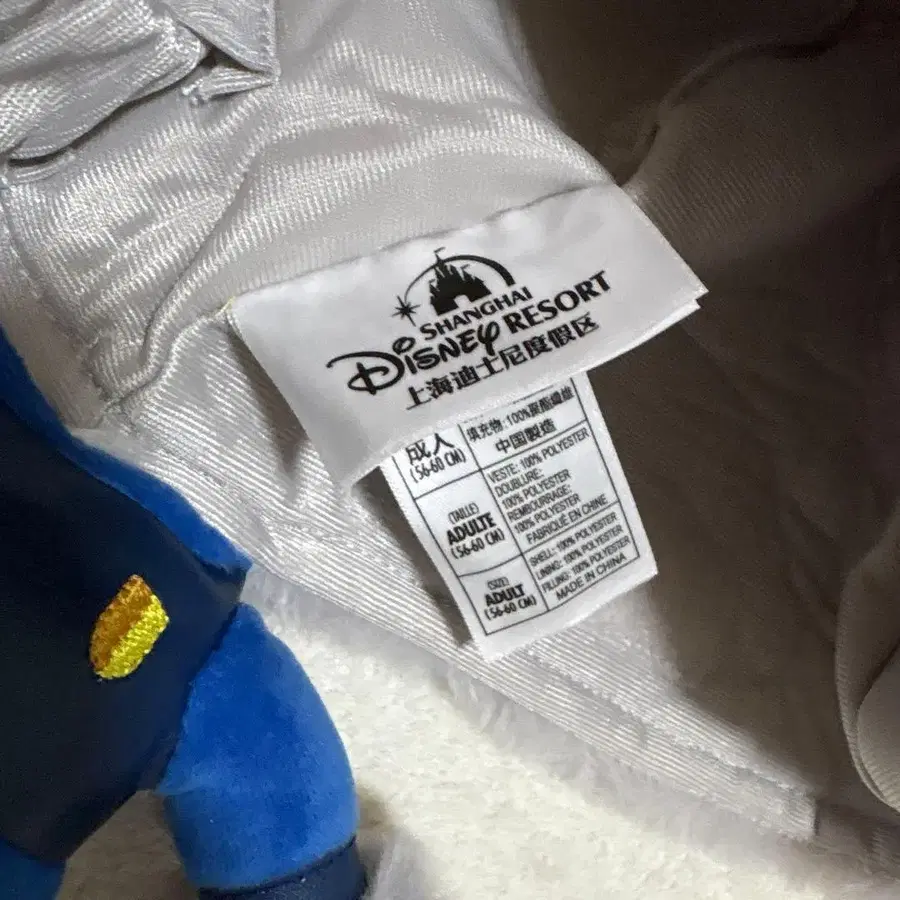 SHANGHAI
DISNEY RESORT
上海迪士尼度假区
成人
(56-60 CM)
填充物: 100%聚酯纖維
中国製造
(TAILLE)
ADULTE
(56-60 CM)
VESTE: 100% POLYESTER
DOUBLURE:
100% POLYESTER
REMBOURRAGE:
100% POLYESTER
FABRIQUÉ EN CHINE
(SIZE)
ADULT
(56-60 CM)
SHELL: 100% POLYESTER
LINING: 100% POLYESTER
FILLING: 100% POLYESTER
MADE IN CHINA